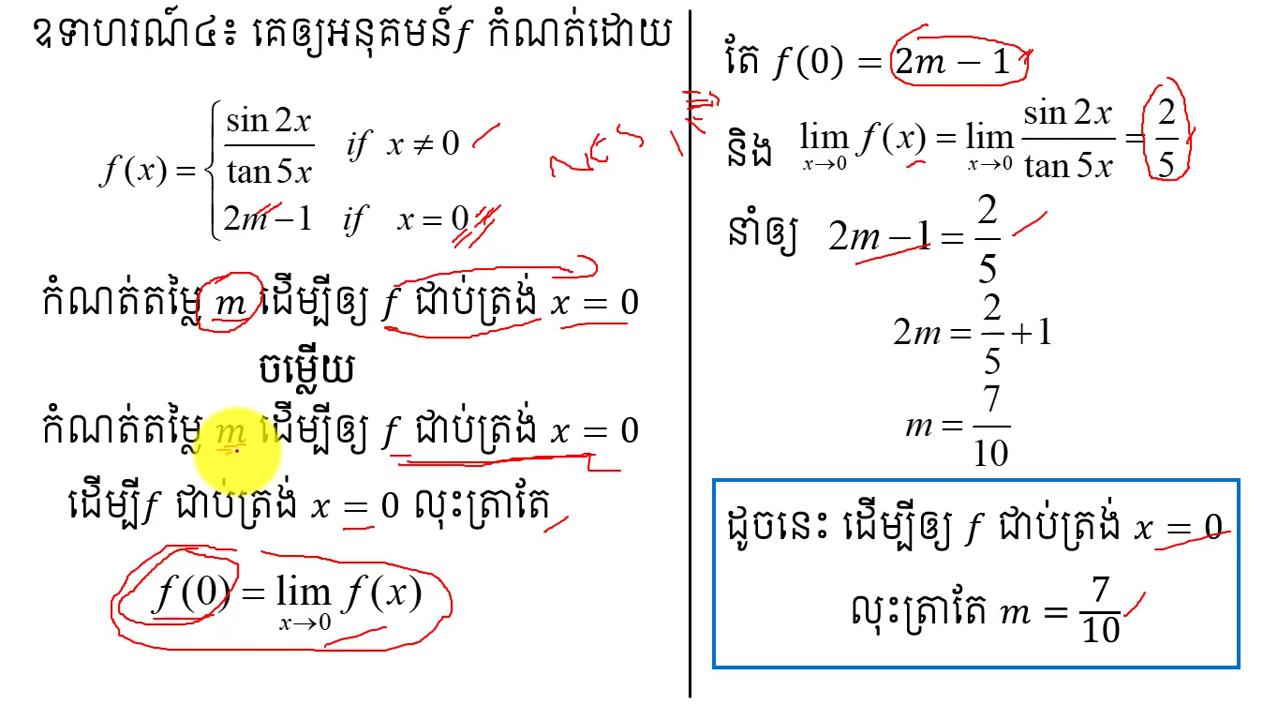 ឧទាហរណ៍៤៖ គេឲ្យអនុគមន៍f កំណត់ដោយ
f(x) = { sin 2x / tan 5x if x ≠ 0
2m − 1 if x = 0
កំណត់តម្លៃ m ដើម្បីឲ្យ f ជាប់ត្រង់ x = 0
ចម្លើយ
កំណត់តម្លៃ m ដើម្បីឲ្យ f ជាប់ត្រង់ x = 0
ដើម្បីf ជាប់ត្រង់ x = 0 លុះត្រាតែ
f(0) = lim x→0 f(x)
តែ f(0) = 2m − 1
និង lim x→0 f(x) = lim x→0 sin 2x / tan 5x = 2/5
នាំឲ្យ 2m − 1 = 2/5
2m = 2/5 + 1
m = 7/10
ដូចនេះ ដើម្បីឲ្យ f ជាប់ត្រង់ x = 0
លុះត្រាតែ m = 7/10